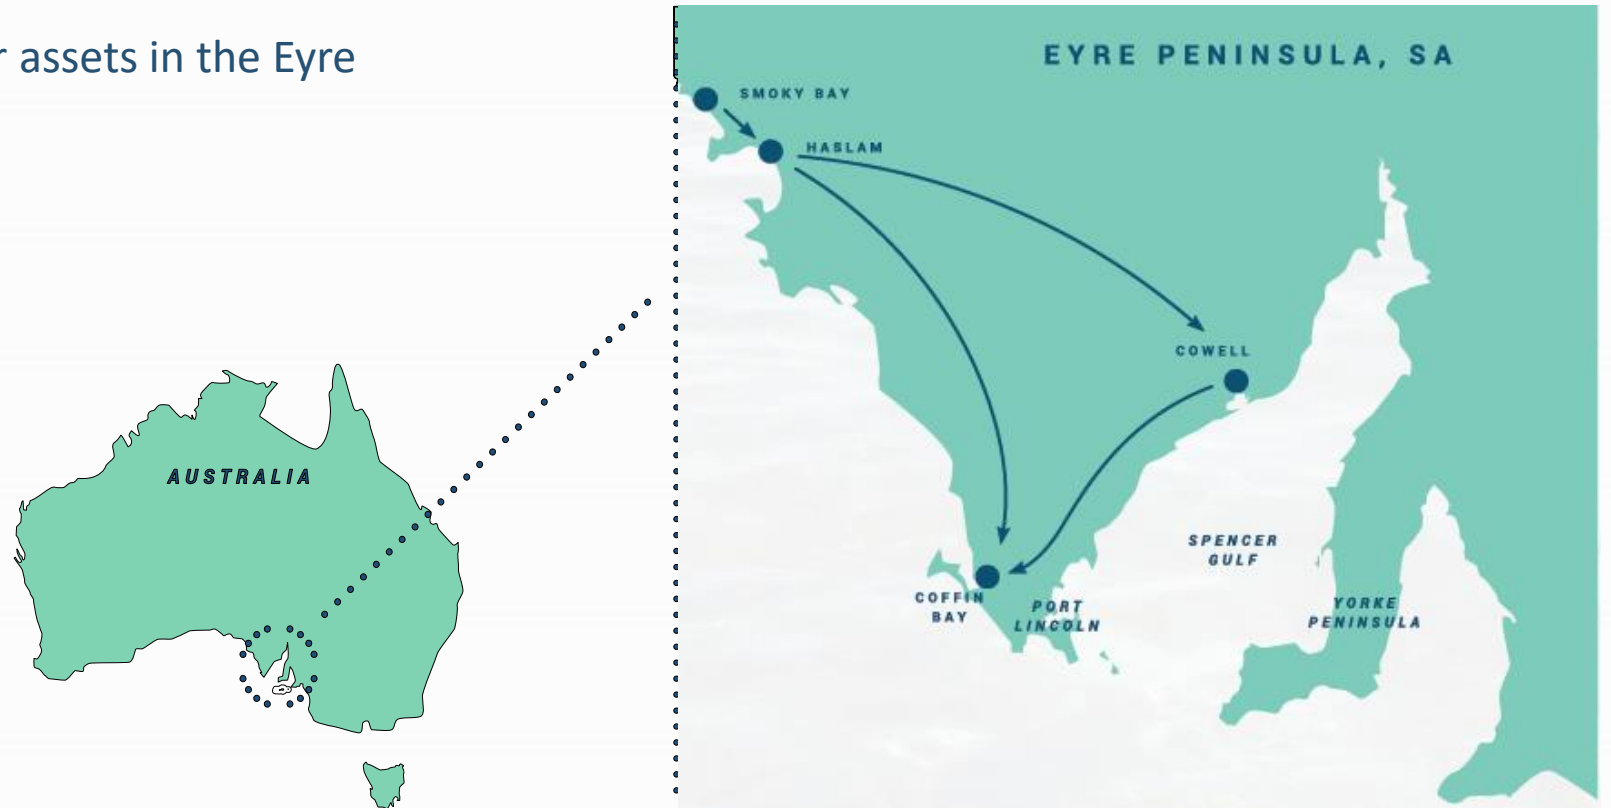 r assets in the Eyre
EYRE PENINSULA, SA
SMOKY BAY
HASLAM
COWELL
AUSTRALIA
SPENCER
GULF
COFFIN
BAY
PORT
LINCOLN
YORKE
PENINSULA